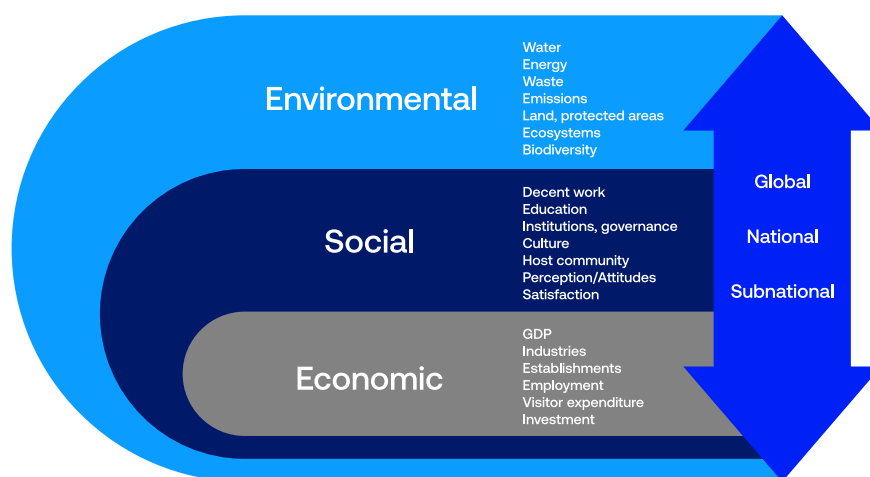 Environmental
Water
Energy
Waste
Emissions
Land, protected areas
Ecosystems
Biodiversity
Social
Decent work
Education
Institutions, governance
Culture
Host community
Perception/Attitudes
Satisfaction
Economic
GDP
Industries
Establishments
Employment
Visitor expenditure
Investment
Global
National
Subnational